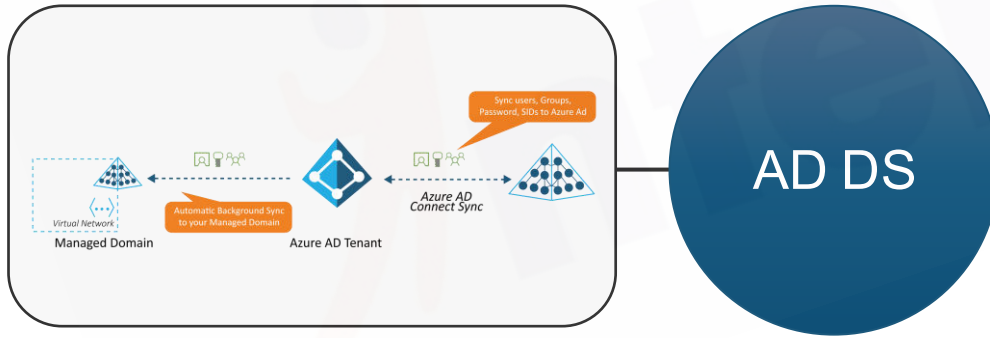 Sync users, Groups,
Password, SIDs to Azure Ad
Azure AD
Connect Sync
Automatic Background Sync
to your Managed Domain
Virtual Network
Managed Domain
Azure AD Tenant
AD DS